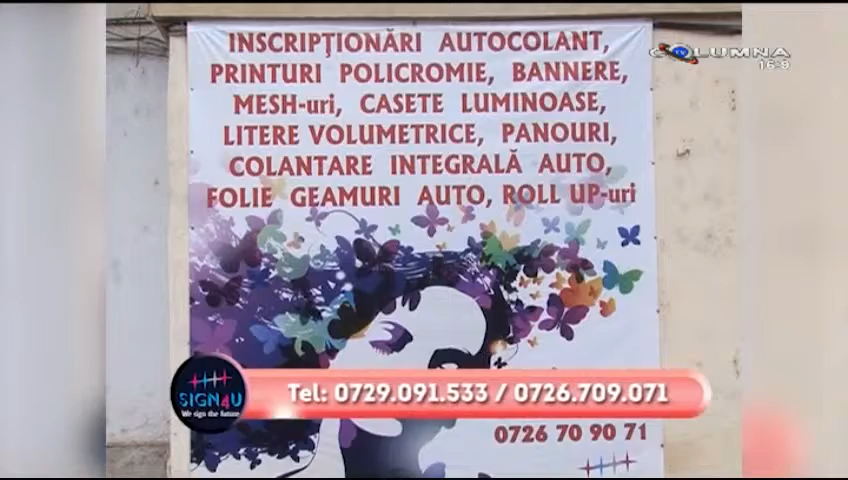 INSCRIPŢIONĂRI AUTOCOLANT,
PRINTURI POLICROMIE, BANNERE,
MESH-uri, CASETE LUMINOASE,
LITERE VOLUMETRICE, PANOURI,
COLANTARE INTEGRALĂ AUTO,
FOLIE GEAMURI AUTO, ROLL UP-uri
COLUMNA
TV
16:9
SIGN4U
We sign the future
Tel: 0729.091.533 / 0726.709.071
0726 70 90 71